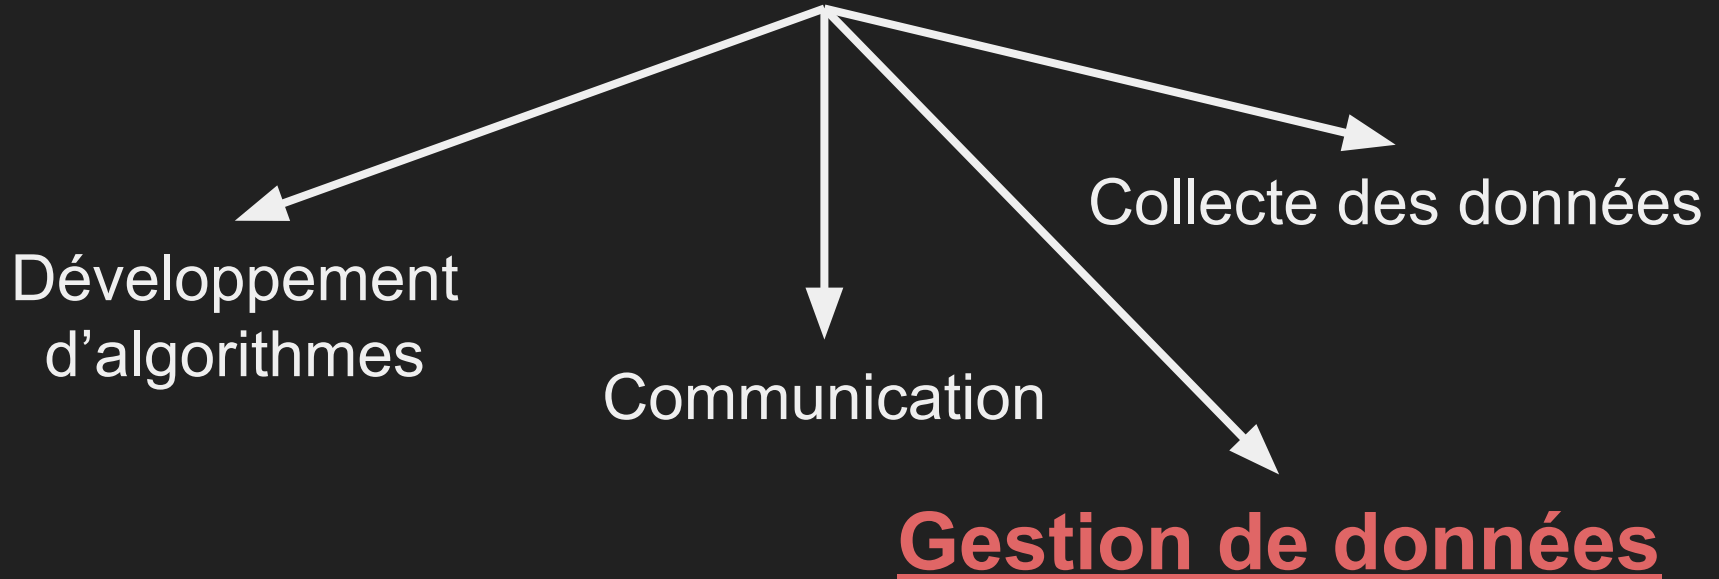 Collecte des données
Développement
d’algorithmes
Communication
Gestion de données